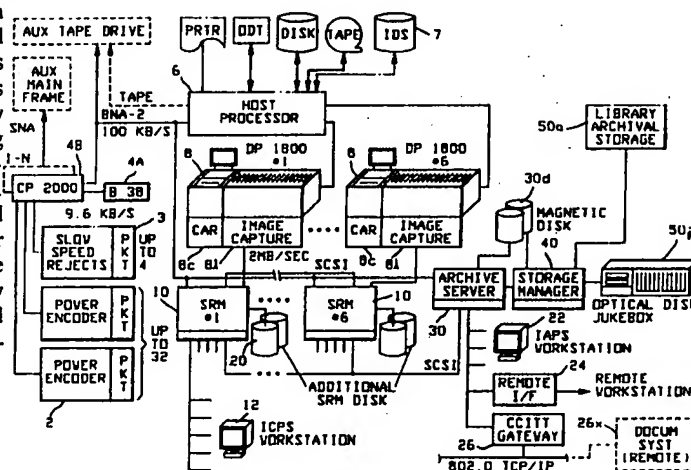 AUX TAPE DRIVE
PRTR
ODT
DISK
TAPE
IDS
7
AUX
MAIN
FRAME
TAPE
6
HOST
PROCESSOR
LIBRARY
ARCHIVAL
STORAGE
50a
SNA
BNA-2
100 KB/S
1-N
4B
4A
CP 2000
B 38
9.6 KB/S
8
DP 1800
#1
8
DP 1800
#6
30d
MAGNETIC
DISK
3
SLOW
SPEED
REJECTS
PKT
UP
TO
4
CAR
IMAGE
CAPTURE
CAR
IMAGE
CAPTURE
8c
8i
2MB/SEC
8c
8i
40
50j
SCSI
ARCHIVE
SERVER
STORAGE
MANAGER
OPTICAL DISK
JUKEBOX
10
SRM
#1
SRM
#6
10
30
22
POWER
ENCODER
PKT
UP
TO
32
20
IAPS
WORKSTATION
SCSI
ADDITIONAL
SRM DISK
24
REMOTE
I/F
REMOTE
WORKSTATION
POWER
ENCODER
PKT
2
12
ICPS
WORKSTATION
CCITT
GATEWAY
26
26x
DOCUM
SYST
(REMOTE)
802.0 TCP/IP